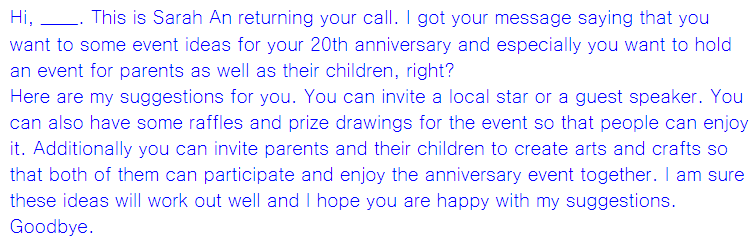 Hi, ____. This is Sarah An returning your call. I got your message saying that you
want to some event ideas for your 20th anniversary and especially you want to hold
an event for parents as well as their children, right?
Here are my suggestions for you. You can invite a local star or a guest speaker. You
can also have some raffles and prize drawings for the event so that people can enjoy
it. Additionally you can invite parents and their children to create arts and crafts so
that both of them can participate and enjoy the anniversary event together. I am sure
these ideas will work out well and I hope you are happy with my suggestions.
Goodbye.